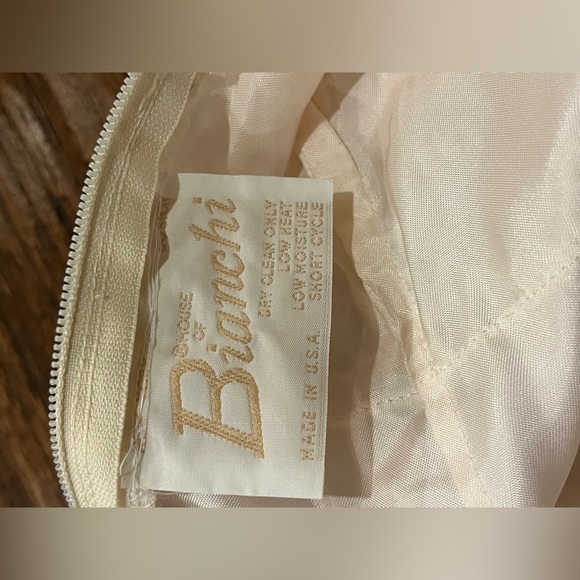 ®HOUSE
OF
Bianchi
DRY CLEAN ONLY
LOW HEAT
LOW MOISTURE
SHORT CYCLE
MADE IN U.S.A.